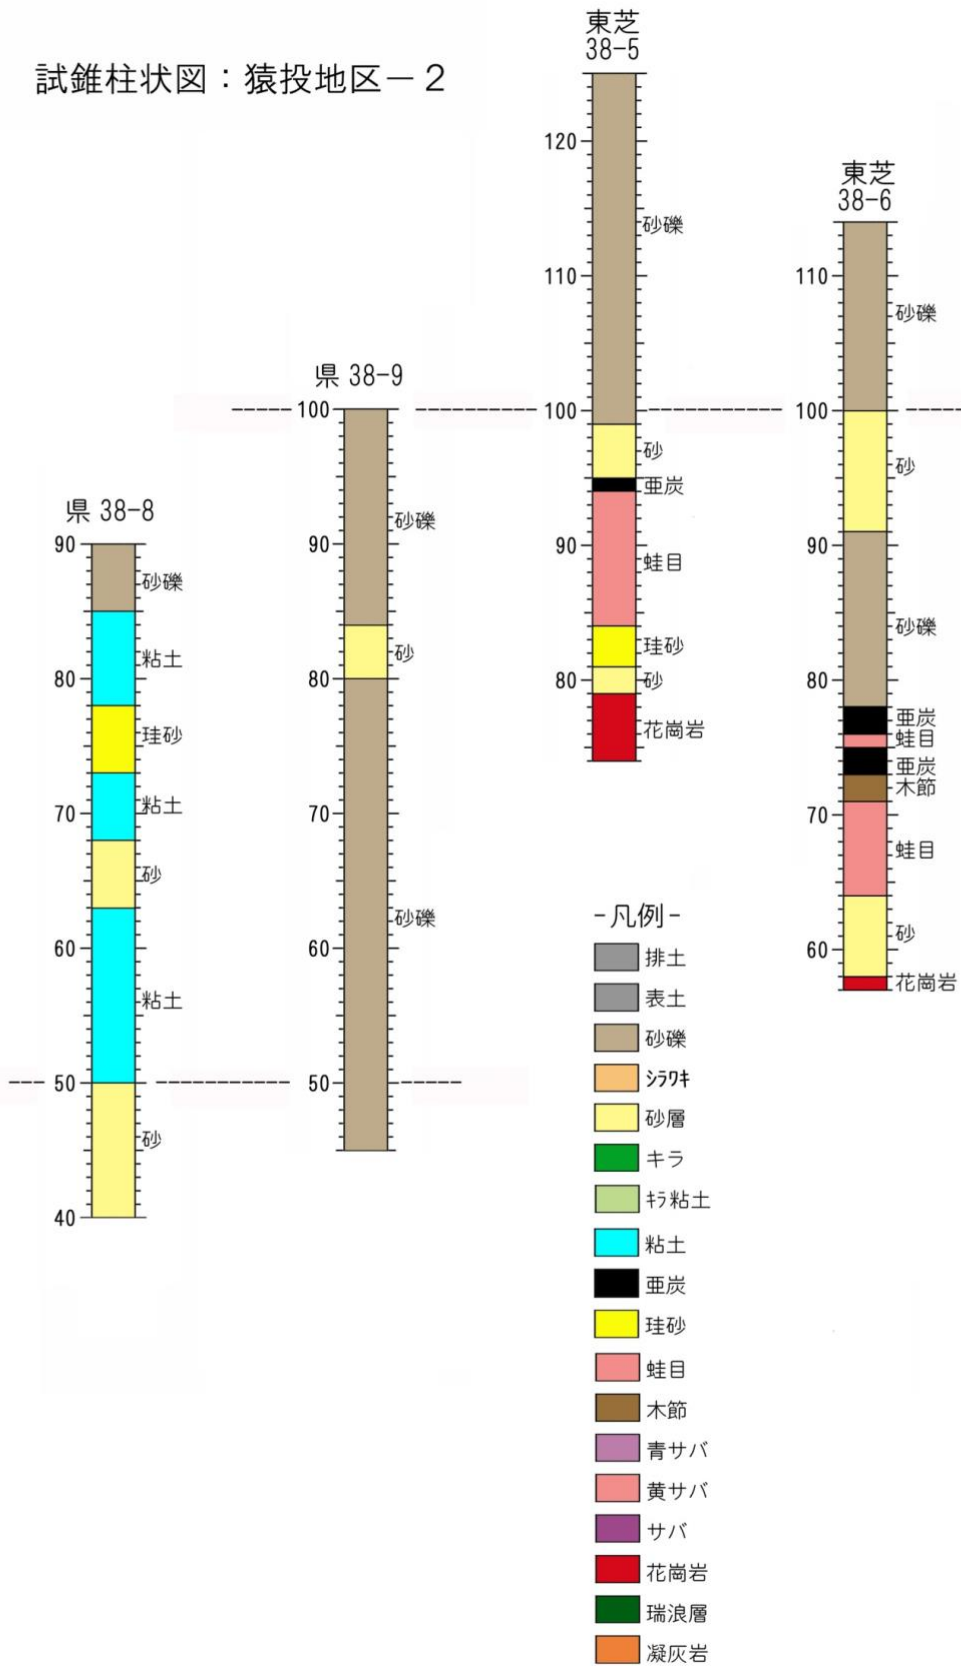 試錐柱状図：猿投地区－２
県 38-8
90
砂礫
粘土
80
珪砂
粘土
70
砂
60
粘土
50
砂
40
県 38-9
100
砂礫
90
砂
80
70
砂礫
60
50
東芝
38-5
120
砂礫
110
100
砂
亜炭
90
蛙目
珪砂
80
砂
花崗岩
東芝
38-6
110
砂礫
100
砂
90
砂礫
80
亜炭
蛙目
亜炭
木節
70
蛙目
砂
60
花崗岩
-凡例-
排土
表土
砂礫
ｼﾗﾜｷ
砂層
キラ
ｷﾗ粘土
粘土
亜炭
珪砂
蛙目
木節
青サバ
黄サバ
サバ
花崗岩
瑞浪層
凝灰岩